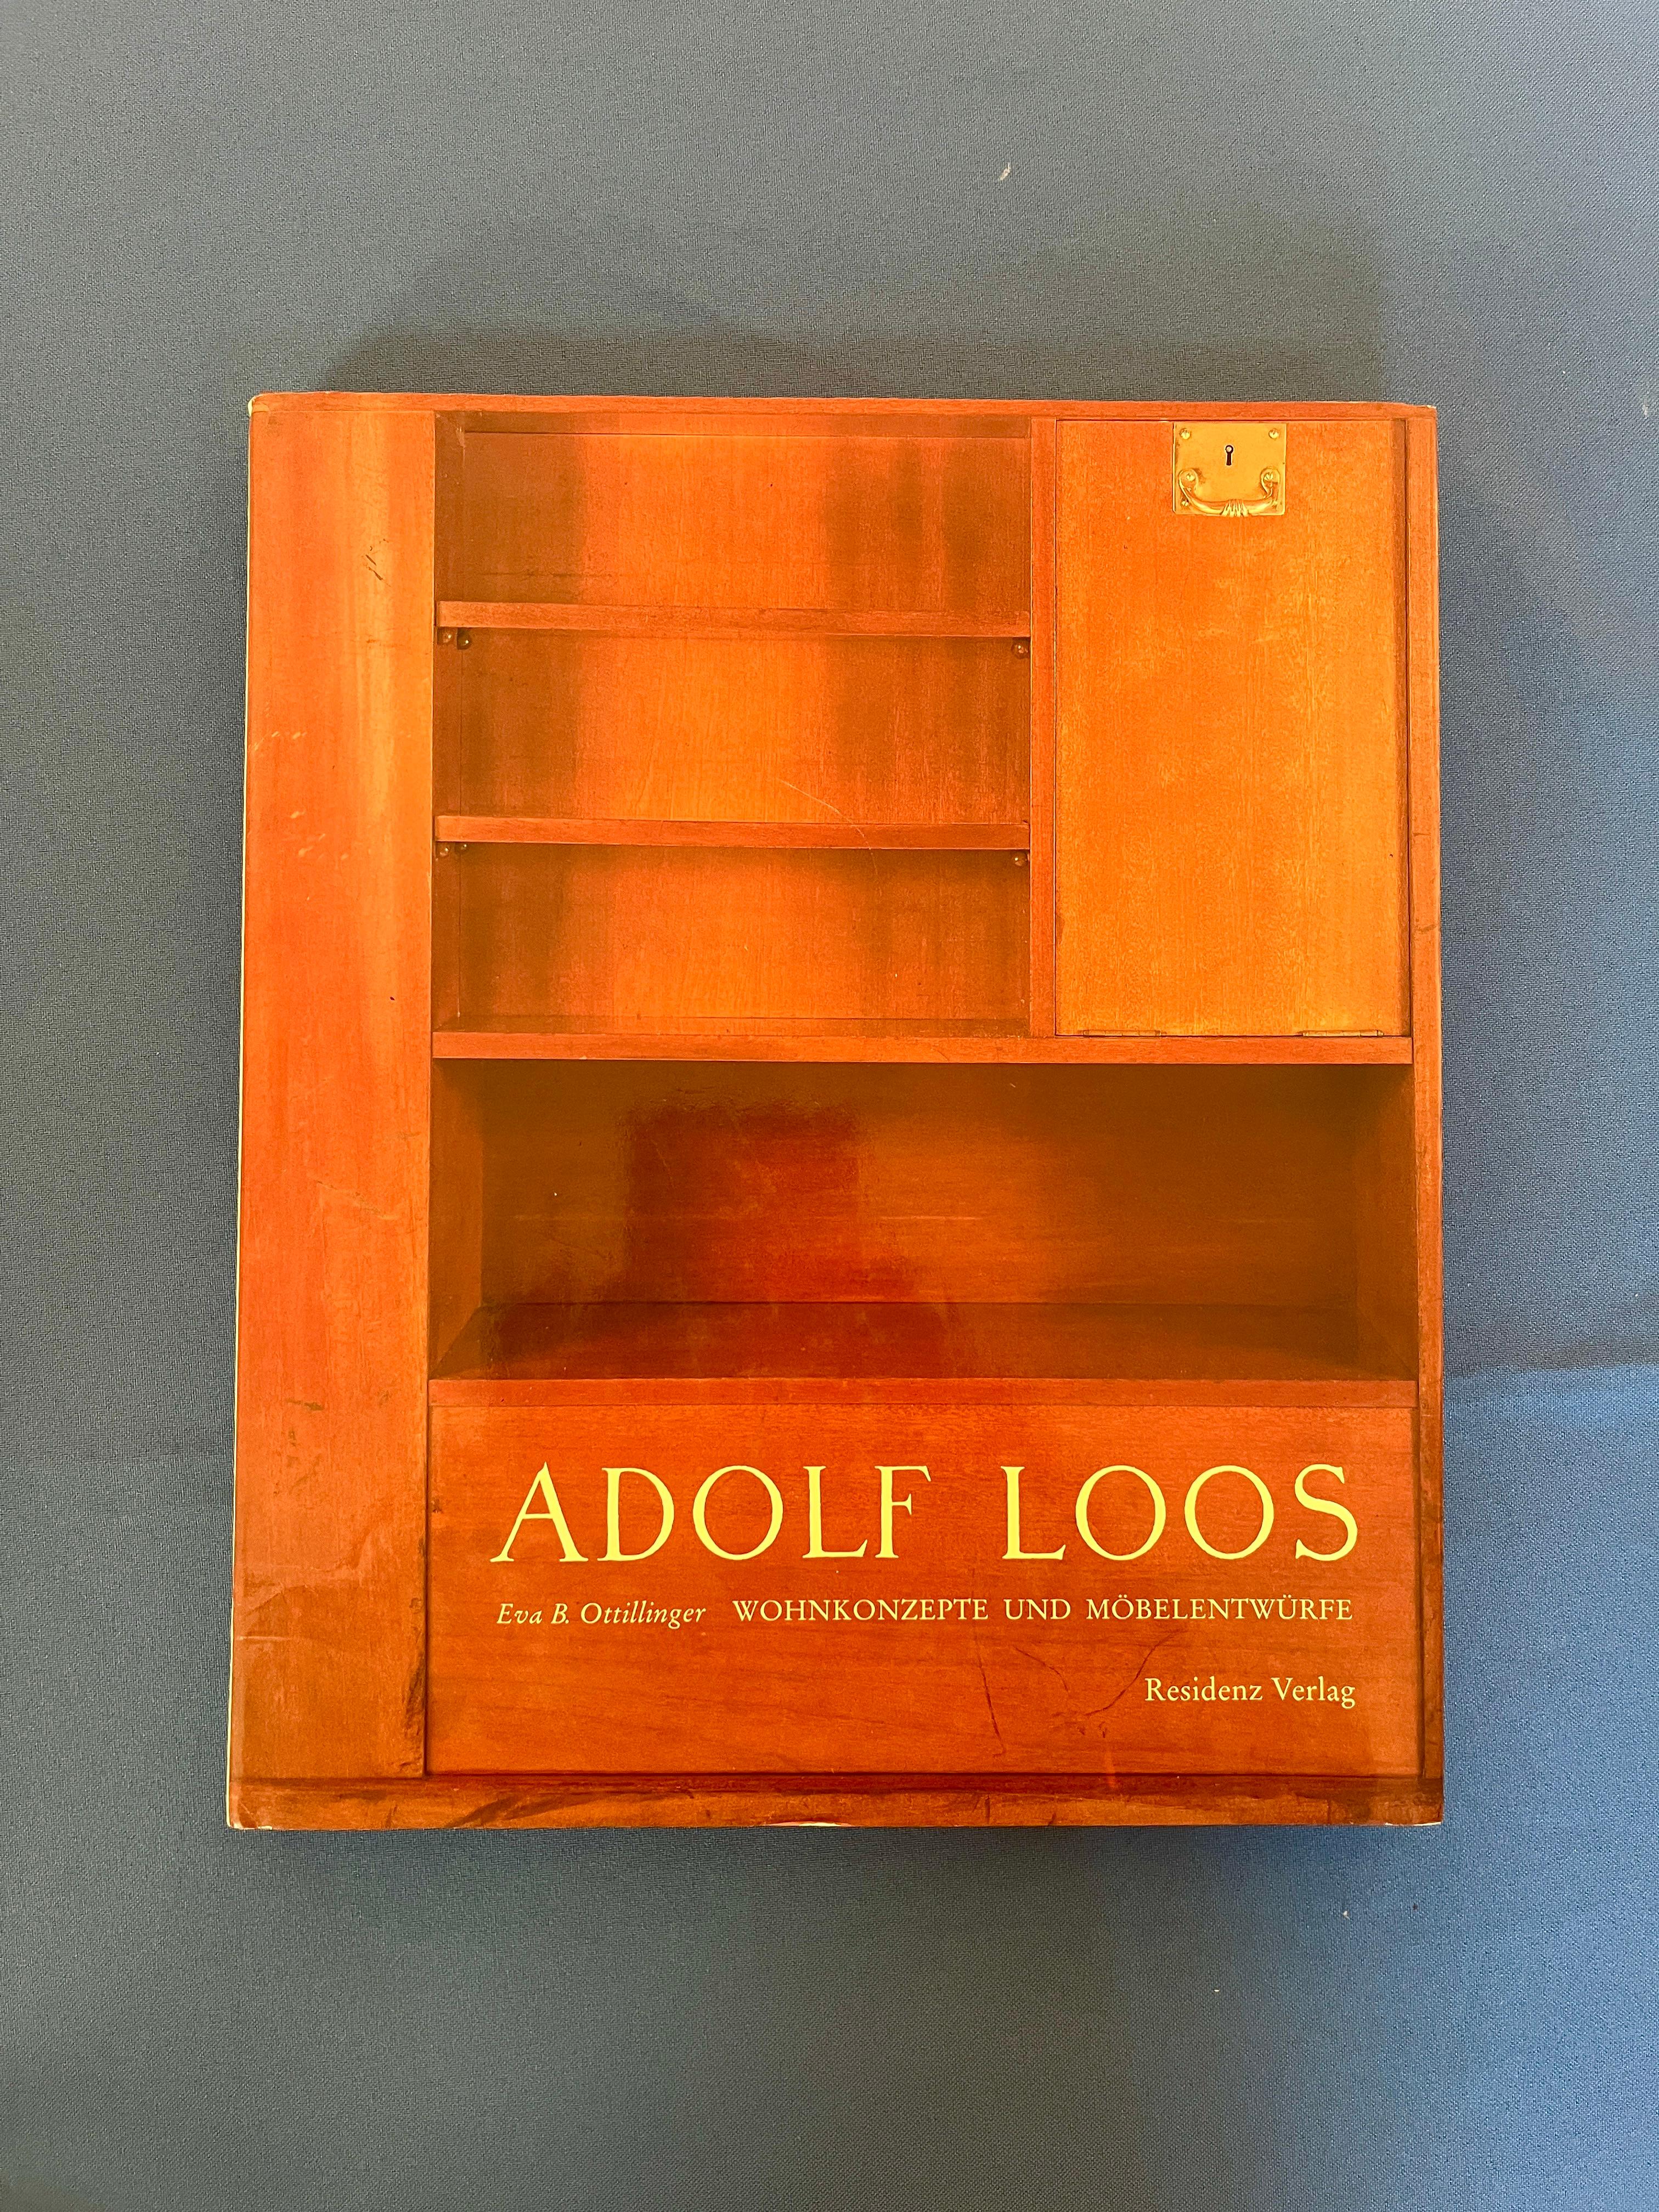 ADOLF LOOS
Eva B. Ottillinger WOHNKONZEPTE UND MÖBELENTWÜRFE
Residenz Verlag